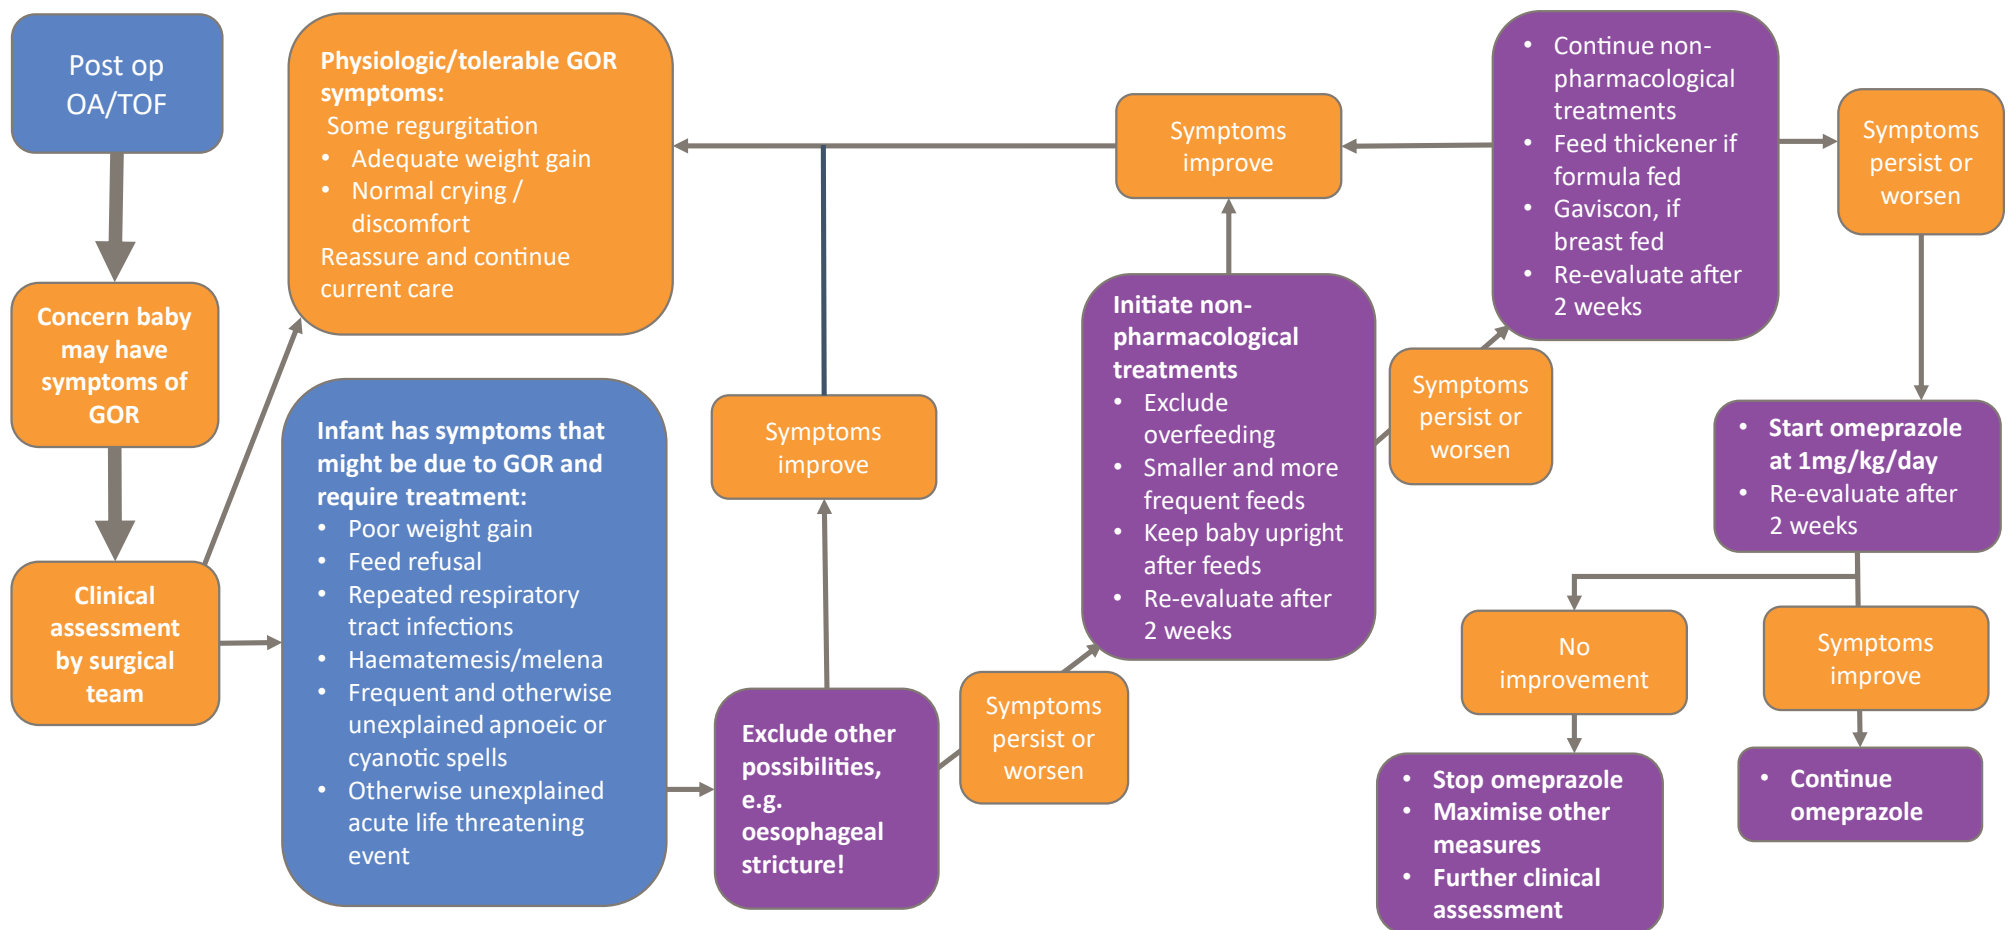 Post op
OA/TOF
Concern baby
may have
symptoms of
GOR
Clinical
assessment
by surgical
team
Physiologic/tolerable GOR
symptoms:
Some regurgitation
• Adequate weight gain
• Normal crying /
discomfort
Reassure and continue
current care
Infant has symptoms that
might be due to GOR and
require treatment:
• Poor weight gain
• Feed refusal
• Repeated respiratory
tract infections
• Haematemesis/melena
• Frequent and otherwise
unexplained apnoeic or
cyanotic spells
• Otherwise unexplained
acute life threatening
event
Exclude other
possibilities,
e.g.
oesophageal
stricture!
Symptoms
improve
Symptoms
persist or
worsen
Initiate non-
pharmacological
treatments
• Exclude
overfeeding
• Smaller and more
frequent feeds
• Keep baby upright
after feeds
• Re-evaluate after
2 weeks
Symptoms
improve
Symptoms
persist or
worsen
• Continue non-
pharmacological
treatments
• Feed thickener if
formula fed
• Gaviscon, if
breast fed
• Re-evaluate after
2 weeks
Symptoms
persist or
worsen
• Start omeprazole
at 1mg/kg/day
• Re-evaluate after
2 weeks
No
improvement
Symptoms
improve
• Stop omeprazole
• Maximise other
measures
• Further clinical
assessment
• Continue
omeprazole